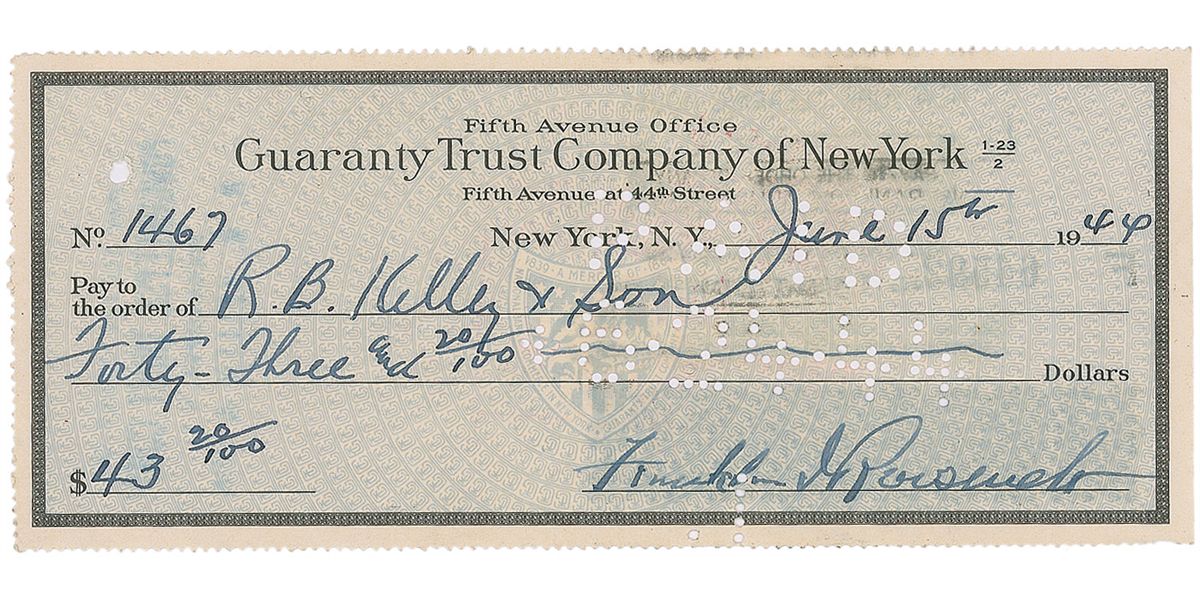 Fifth Avenue Office
Guaranty Trust Company of New York 1-23/2
Fifth Avenue at 44th Street
No. 1467 New York, N. Y., June 15th 1944
Pay to
the order of R. B. Kelley & Son
Forty-Three and 20/100 Dollars
$43 20/100 Franklin D Roosevelt